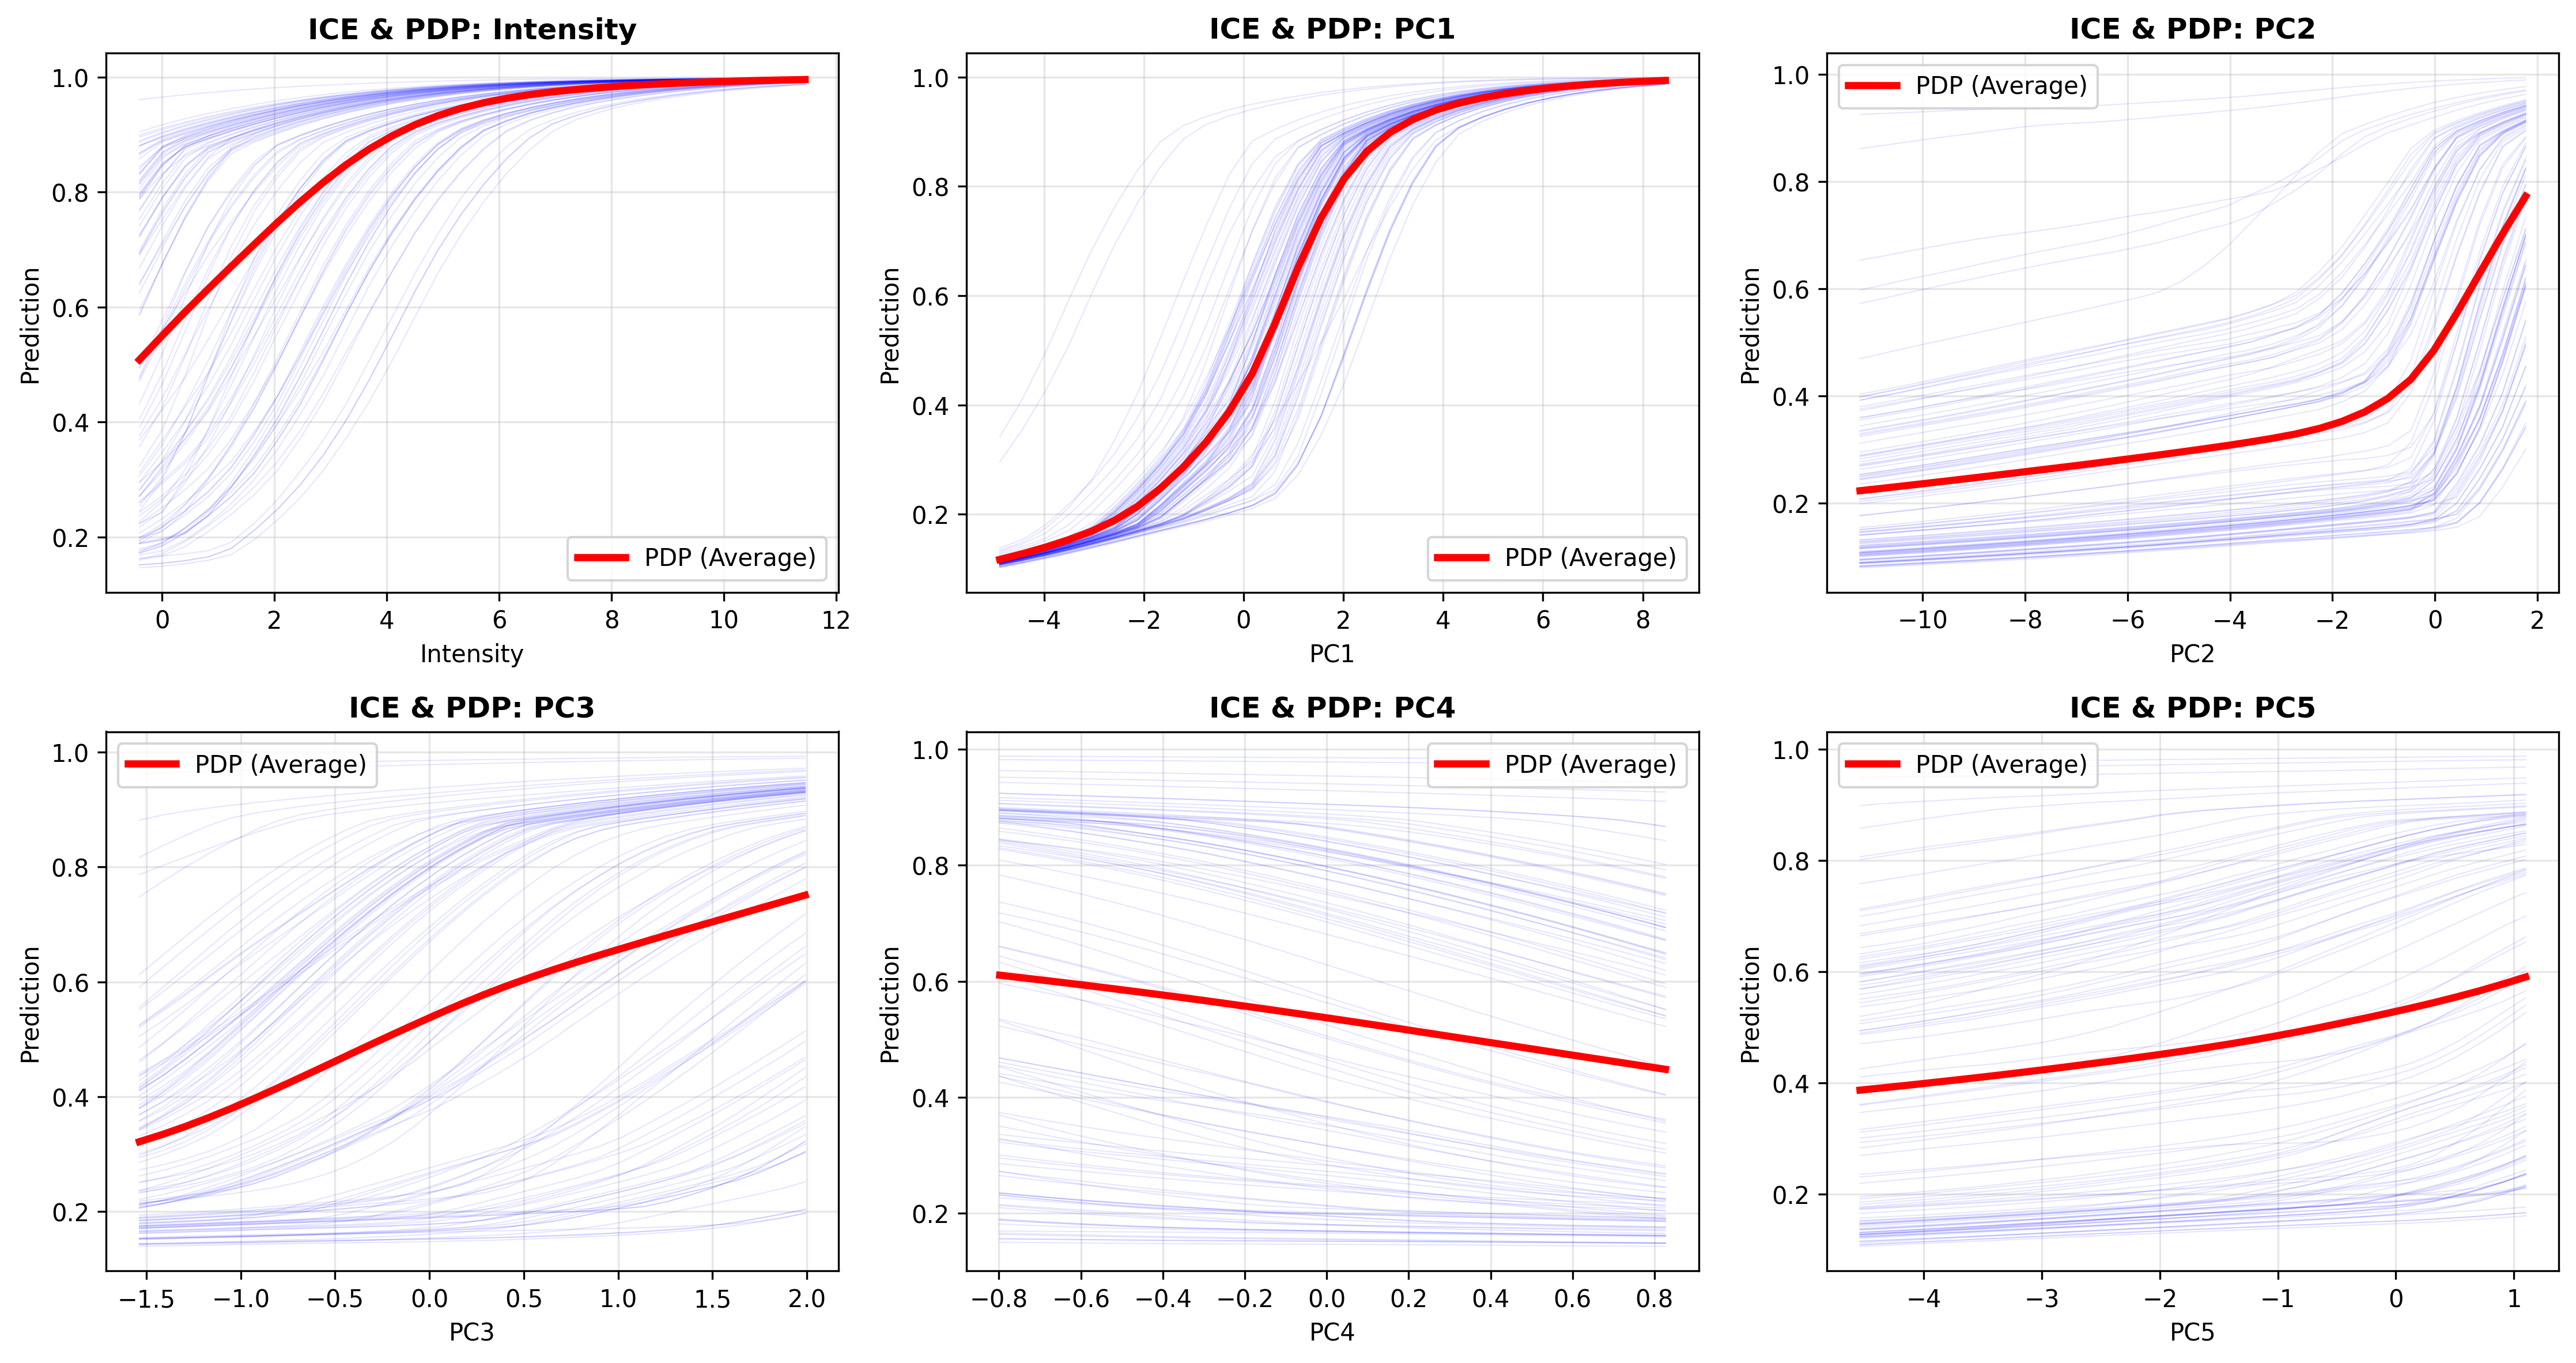 ICE & PDP: Intensity
1.0
0.8
0.6
0.4
0.2
Prediction
PDP (Average)
0 2 4 6 8 10 12
Intensity
ICE & PDP: PC1
1.0
0.8
0.6
0.4
0.2
Prediction
PDP (Average)
−4 −2 0 2 4 6 8
PC1
ICE & PDP: PC2
PDP (Average)
1.0
0.8
0.6
0.4
0.2
Prediction
−10 −8 −6 −4 −2 0 2
PC2
ICE & PDP: PC3
PDP (Average)
1.0
0.8
0.6
0.4
0.2
Prediction
−1.5 −1.0 −0.5 0.0 0.5 1.0 1.5 2.0
PC3
ICE & PDP: PC4
PDP (Average)
1.0
0.8
0.6
0.4
0.2
Prediction
−0.8 −0.6 −0.4 −0.2 0.0 0.2 0.4 0.6 0.8
PC4
ICE & PDP: PC5
PDP (Average)
1.0
0.8
0.6
0.4
0.2
Prediction
−4 −3 −2 −1 0 1
PC5